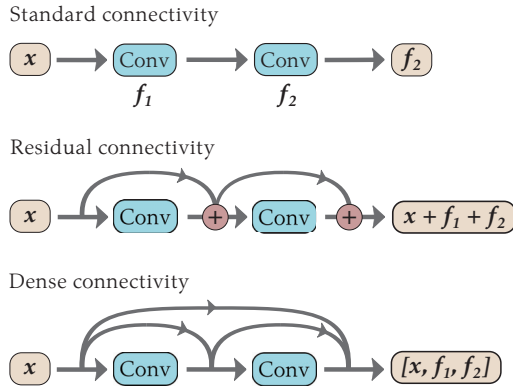 Standard connectivity
x Conv Conv f₂
f₁ f₂
Residual connectivity
x Conv + Conv + x + f₁ + f₂
Dense connectivity
x Conv Conv [x, f₁, f₂]